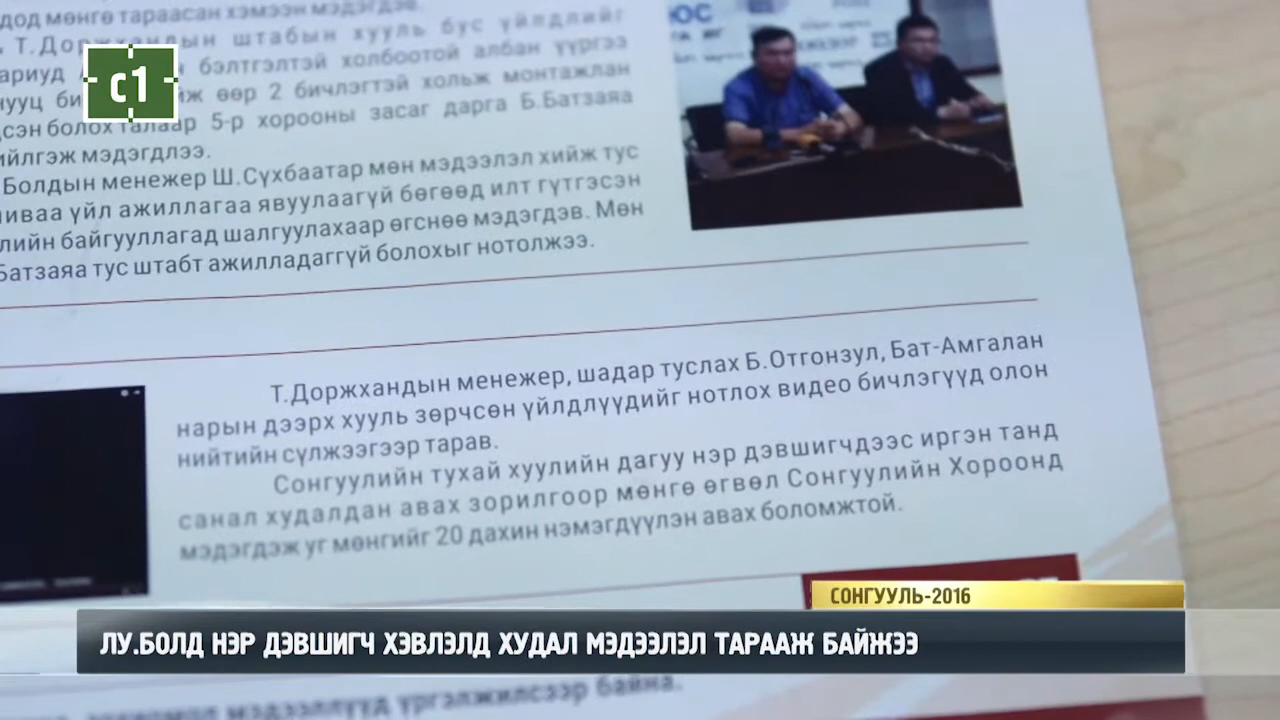 дод мөнгө тараасан хэмээн мэдэгдэв.
Т.Доржхандын штабын хууль бус үйлдлийг
бэлтгэлтэй холбоотой албан үүргээ
өөр 2 бичлэгтэй хольж монтажлан
болох талаар 5-р хорооны засаг дарга Б.Батзаяа
мэдэгдлээ.
Болдын менежер Ш.Сүхбаатар мөн мэдээлэл хийж тус
үйл ажиллагаа явуулаагүй бөгөөд илт гүтгэсэн
байгууллагад шалгуулахаар өгснөө мэдэгдэв. Мөн
Батзаяа тус штабт ажилладаггүй болохыг нотолжээ.
с1
Т.Доржхандын менежер, шадар туслах Б.Отгонзул, Бат-Амгалан
нарын дээрх хууль зөрчсөн үйлдлүүдийг нотлох видео бичлэгүүд олон
нийтийн сүлжээгээр тарав.
Сонгуулийн тухай хуулийн дагуу нэр дэвшигчдээс иргэн танд
санал худалдан авах зорилгоор мөнгө өгвөл Сонгуулийн Хороонд
мэдэгдэж уг мөнгийг 20 дахин нэмэгдүүлэн авах боломжтой.
СОНГУУЛЬ-2016
ЛУ.БОЛД НЭР ДЭВШИГЧ ХЭВЛЭЛД ХУДАЛ МЭДЭЭЛЭЛ ТАРААЖ БАЙЖЭЭ
мэдээллүүд үргэлжилсээр байна.